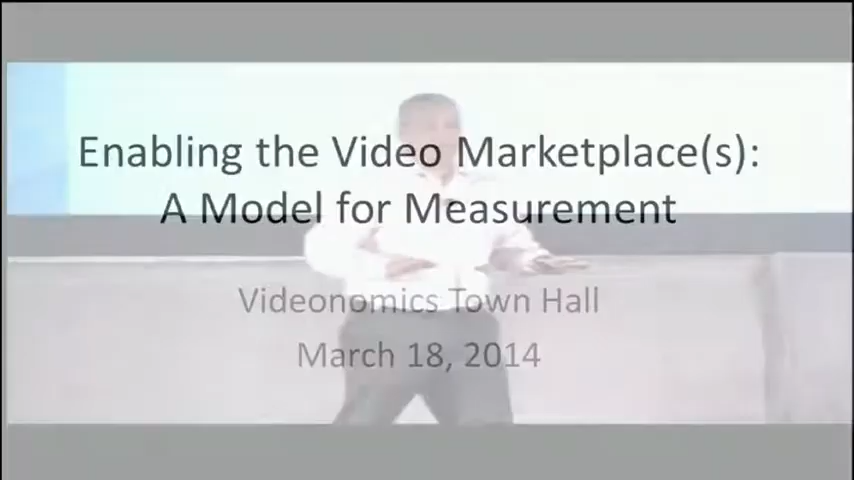 Enabling the Video Marketplace(s):
A Model for Measurement
Videonomics Town Hall
March 18, 2014